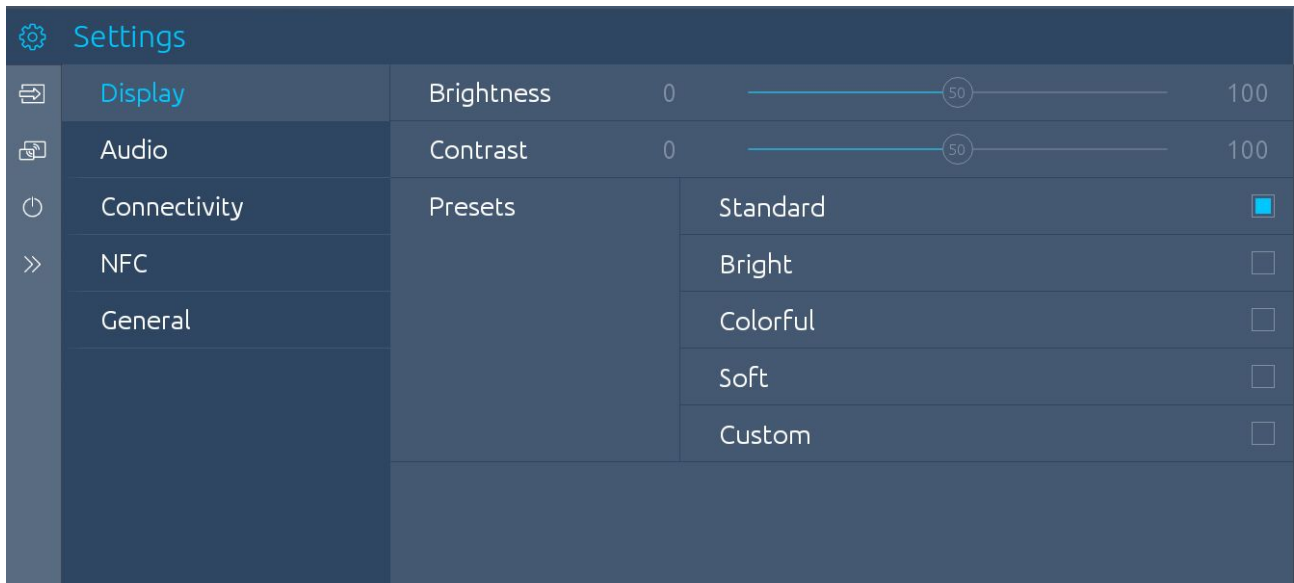 Settings
Display
Brightness 0 50 100
Audio
Contrast 0 50 100
Connectivity
Presets
Standard
NFC
Bright
General
Colorful
Soft
Custom